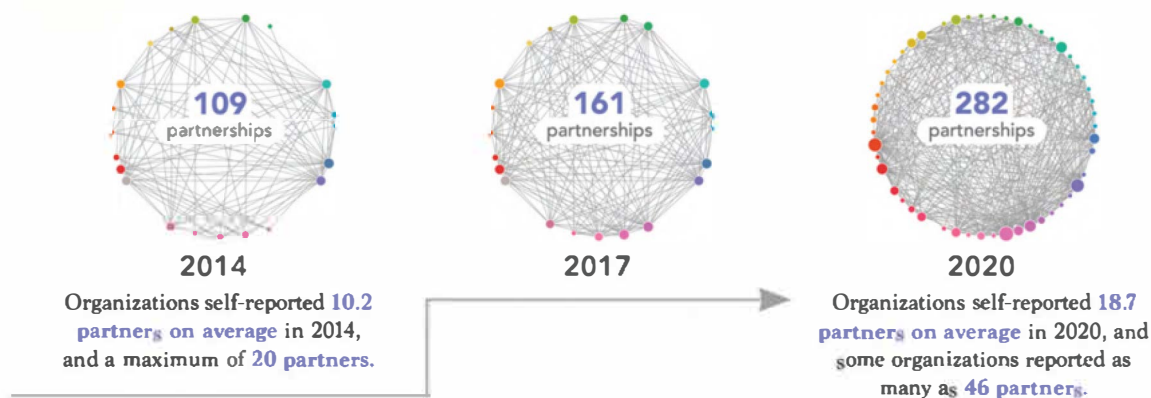 109
partnerships
161
partnerships
282
partnerships
2014
2017
2020
Organizations self-reported 10.2
partners on average in 2014,
and a maximum of 20 partners.
Organizations self-reported 18.7
partners on average in 2020, and
some organizations reported as
many as 46 partners.